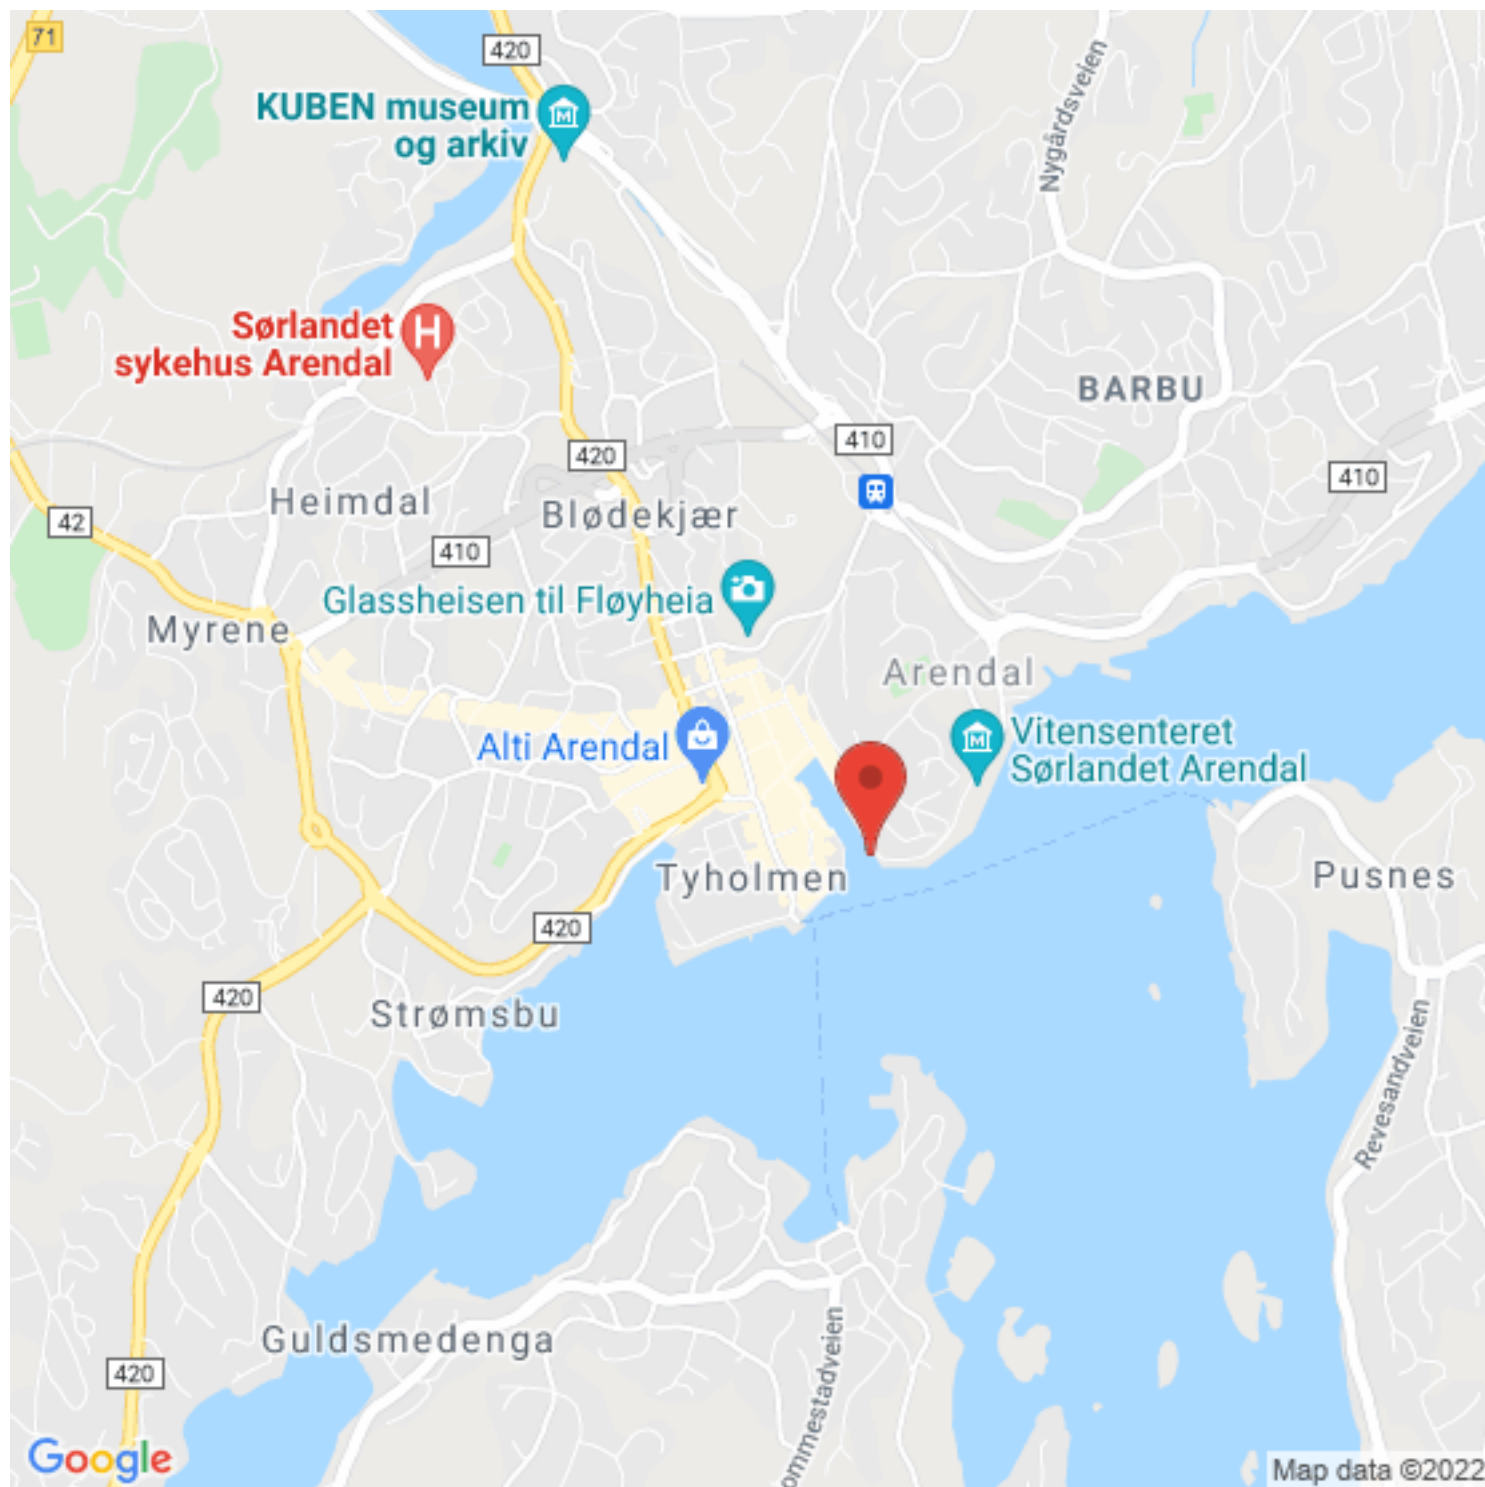 71
420
KUBEN museum
og arkiv
Nygårdsveien
Sørlandet
sykehus Arendal
H
BARBU
410
420
410
Heimdal
42
Blødekjær
410
Glassheisen til Fløyheia
Myrene
Arendal
Vitensenteret
Sørlandet Arendal
Alti Arendal
Tyholmen
Pusnes
420
420
Strømsbu
Revesandveien
Guldsmedenga
ommestadveien
420
Google
Map data ©2022